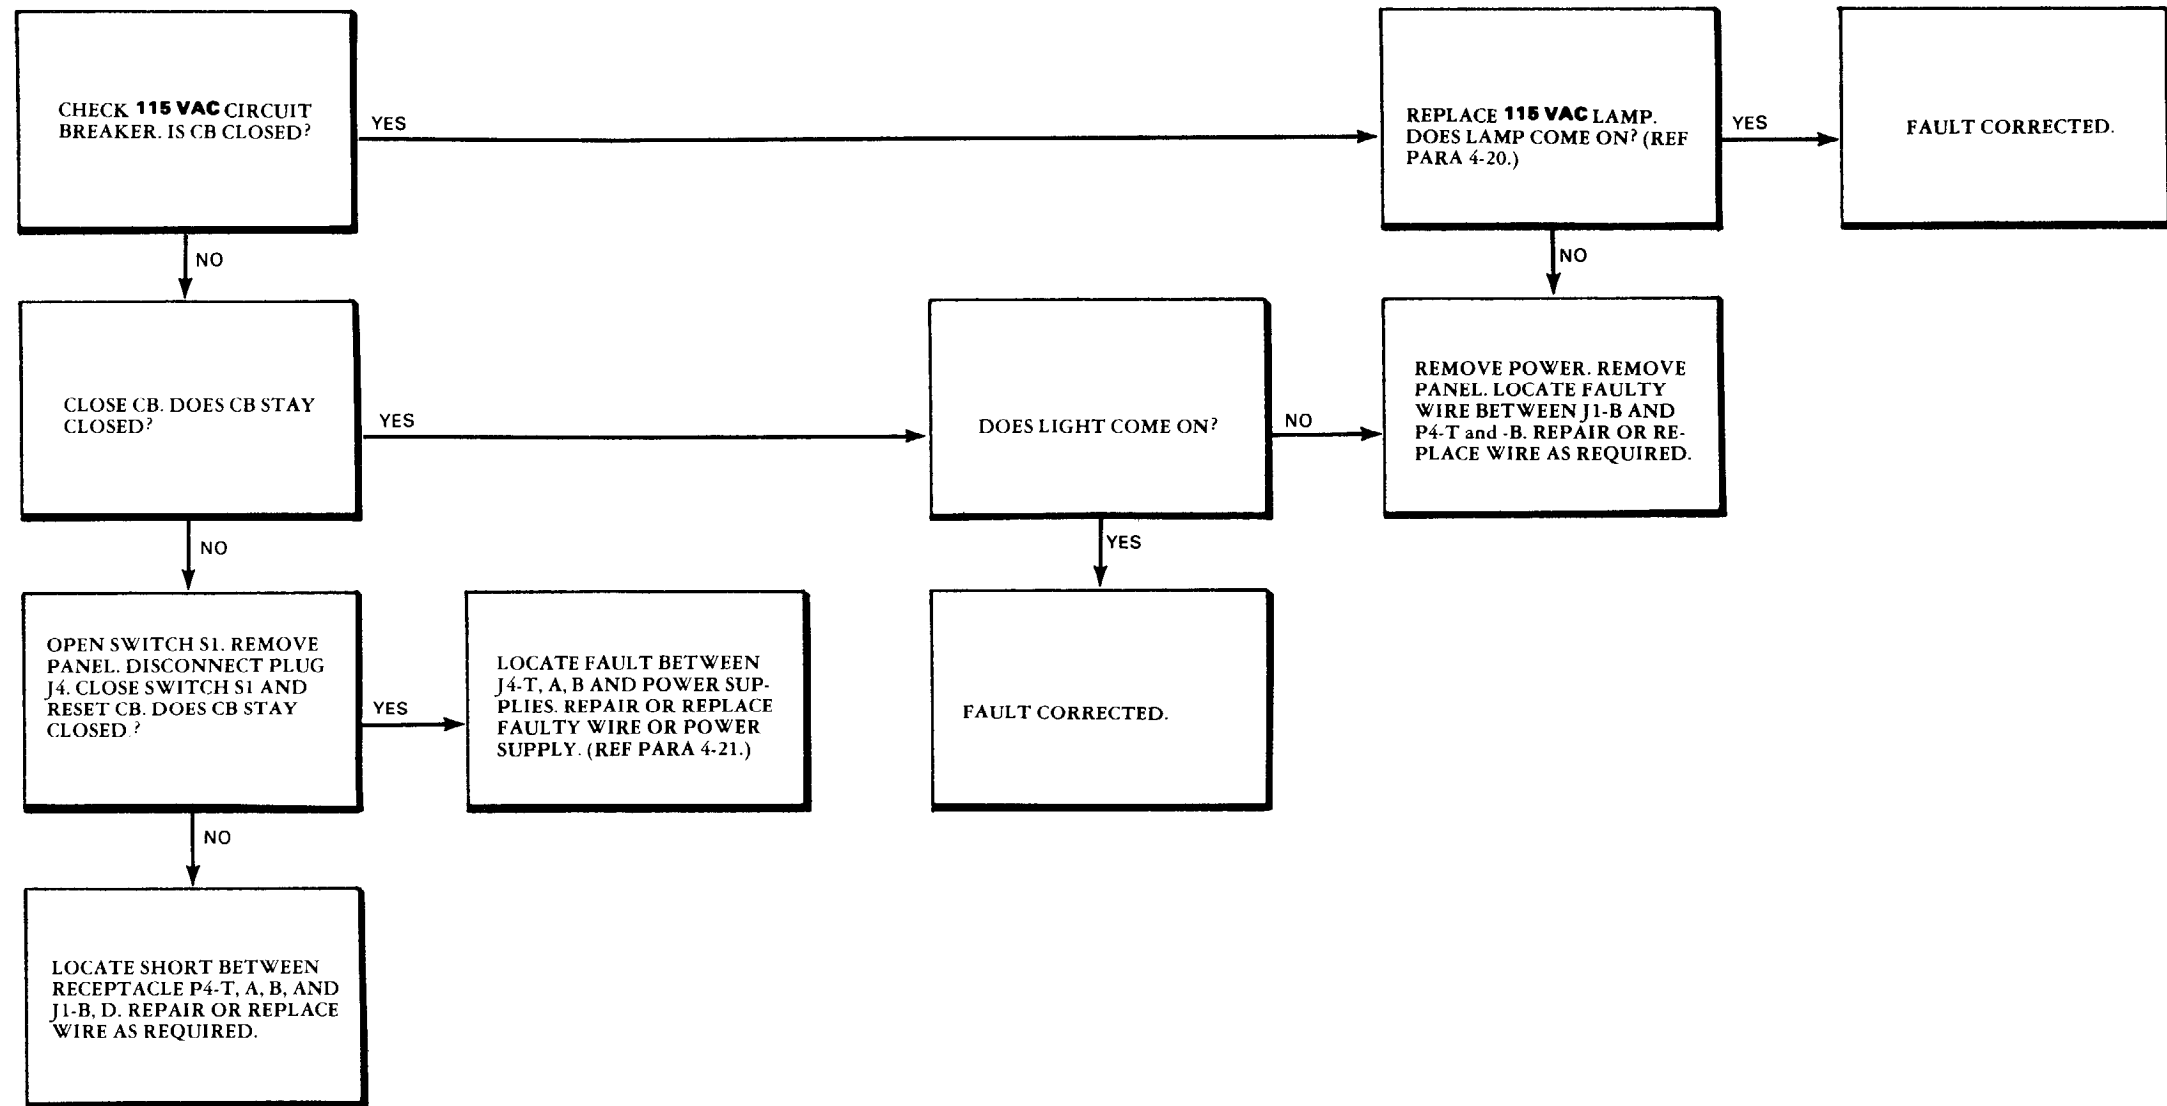 CHECK 115 VAC CIRCUIT
BREAKER. IS CB CLOSED?
YES
REPLACE 115 VAC LAMP.
DOES LAMP COME ON? (REF
PARA 4-20.)
YES
FAULT CORRECTED.
NO
NO
CLOSE CB. DOES CB STAY
CLOSED?
YES
DOES LIGHT COME ON?
NO
REMOVE POWER. REMOVE
PANEL. LOCATE FAULTY
WIRE BETWEEN J1-B AND
P4-T and -B. REPAIR OR RE-
PLACE WIRE AS REQUIRED.
NO
YES
OPEN SWITCH S1. REMOVE
PANEL. DISCONNECT PLUG
J4. CLOSE SWITCH S1 AND
RESET CB. DOES CB STAY
CLOSED.?
YES
LOCATE FAULT BETWEEN
J4-T, A, B AND POWER SUP-
PLIES. REPAIR OR REPLACE
FAULTY WIRE OR POWER
SUPPLY. (REF PARA 4-21.)
FAULT CORRECTED.
NO
LOCATE SHORT BETWEEN
RECEPTACLE P4-T, A, B, AND
J1-B, D. REPAIR OR REPLACE
WIRE AS REQUIRED.